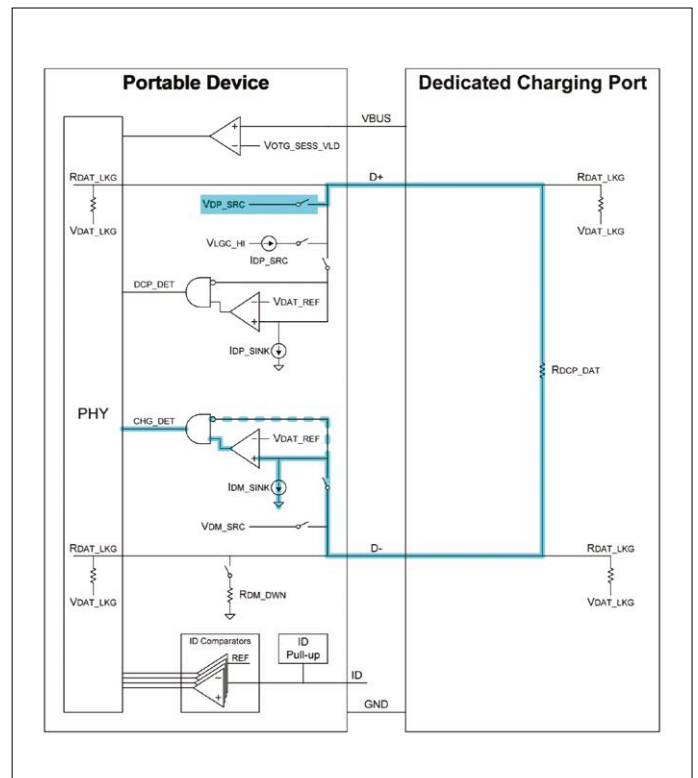 Portable Device
Dedicated Charging Port
VBUS
VOTG_SESS_VLD
RDAT_LKG
D+
RDAT_LKG
VDP_SRC
VDAT_LKG
VDAT_LKG
VLGC_HI
IDP_SRC
DCP_DET
VDAT_REF
IDP_SINK
RDCP_DAT
PHY
CHG_DET
VDAT_REF
IDM_SINK
VDM_SRC
RDAT_LKG
D-
RDAT_LKG
RDM_DWN
VDAT_LKG
VDAT_LKG
ID Comparators
REF
ID
Pull-up
ID
GND